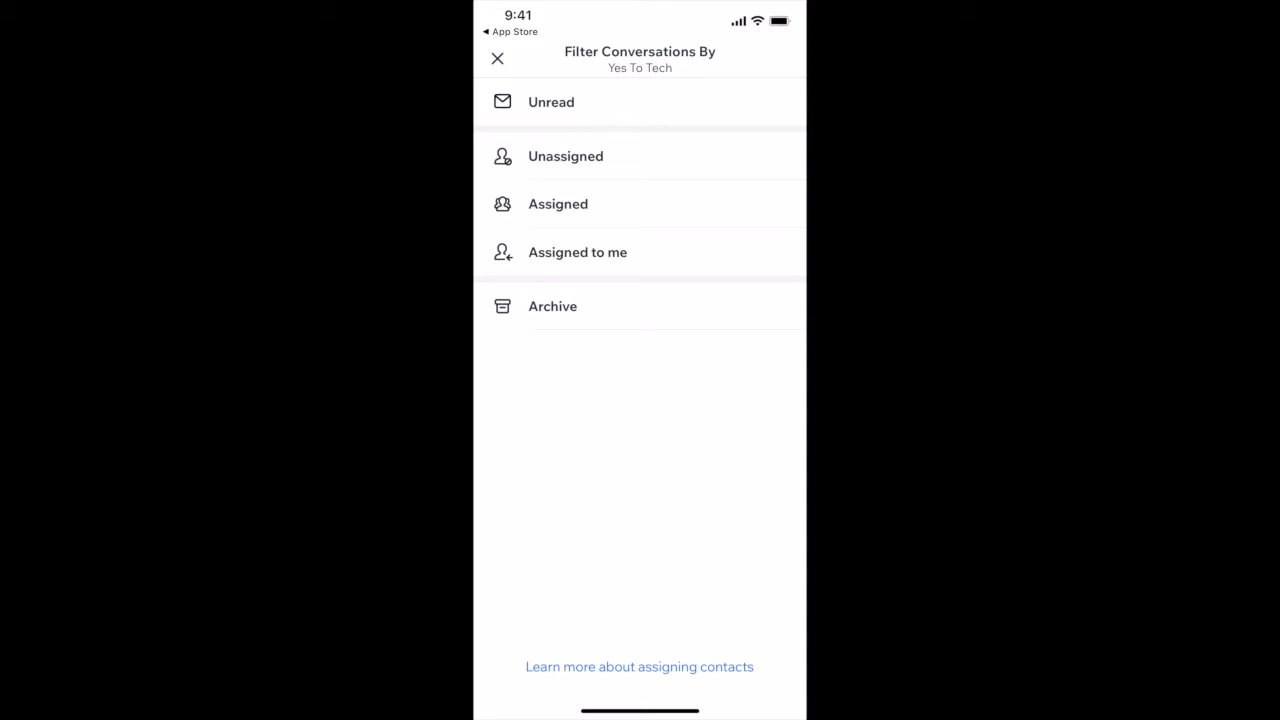 9:41
◀ App Store
Filter Conversations By
Yes To Tech
Unread
Unassigned
Assigned
Assigned to me
Archive
Learn more about assigning contacts